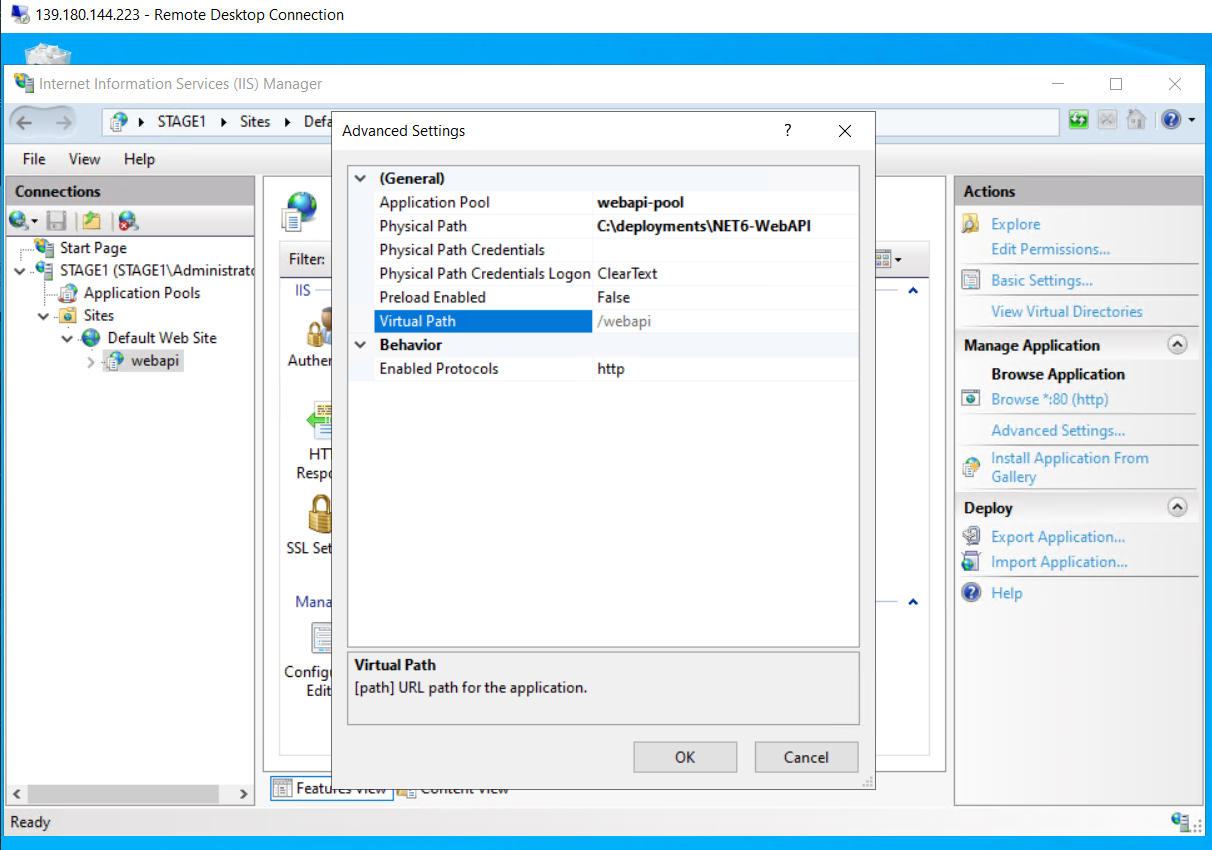 139.180.144.223 - Remote Desktop Connection
Internet Information Services (IIS) Manager
STAGE1 Sites Defa
Advanced Settings
?
File View Help
Connections
Start Page
STAGE1 (STAGE1\Administrato
Application Pools
Sites
Default Web Site
webapi
Filter:
IIS
Authen
HTT
Respo
SSL Set
Mana
Configu
Edit
(General)
Application Pool webapi-pool
Physical Path C:\deployments\NET6-WebAPI
Physical Path Credentials
Physical Path Credentials Logon ClearText
Preload Enabled False
Virtual Path /webapi
Behavior
Enabled Protocols http
Virtual Path
[path] URL path for the application.
OK Cancel
Features View Content View
Actions
Explore
Edit Permissions...
Basic Settings...
View Virtual Directories
Manage Application
Browse Application
Browse *:80 (http)
Advanced Settings...
Install Application From
Gallery
Deploy
Export Application...
Import Application...
Help
Ready